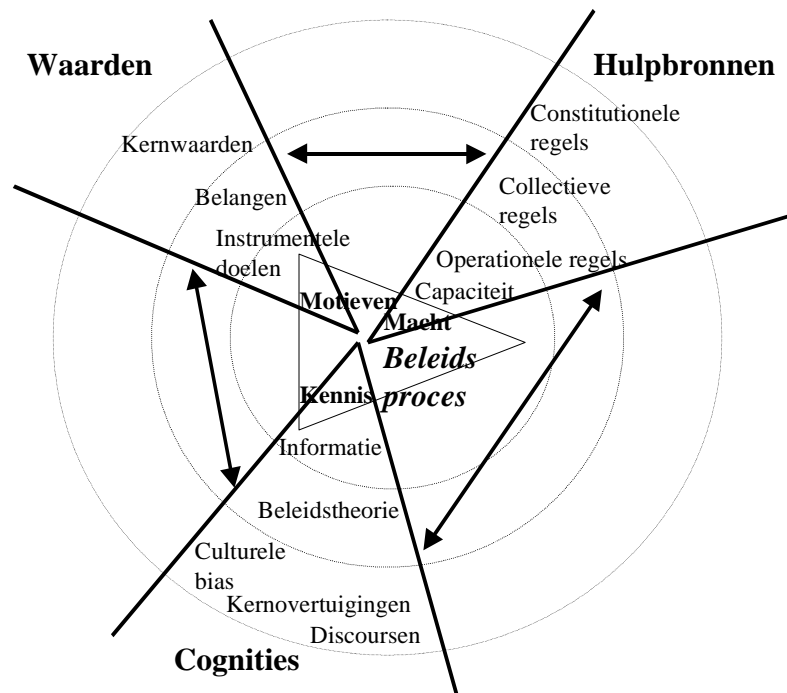 Waarden
Hulpbronnen
Constitutionele
regels
Kernwaarden
Collectieve
regels
Belangen
Instrumentele
doelen
Operationele regels
Capaciteit
Motieven
Macht
Beleids
proces
Kennis
Informatie
Beleidstheorie
Culturele
bias
Kernovertuigingen
Discoursen
Cognities